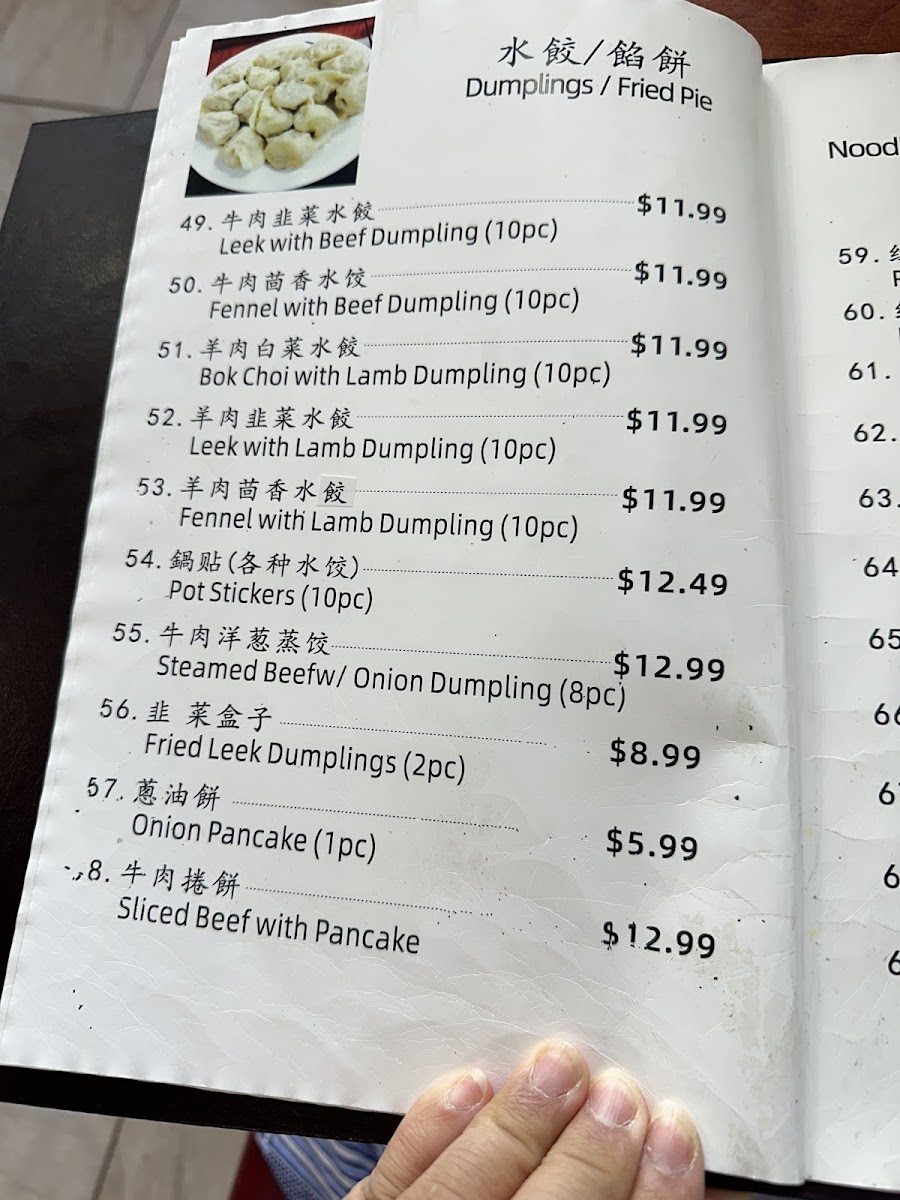 水餃/餡餅
Dumplings / Fried Pie
49. 牛肉韭菜水餃 $11.99
Leek with Beef Dumpling (10pc)
50. 牛肉茴香水饺 $11.99
Fennel with Beef Dumpling (10pc)
51. 羊肉白菜水餃 $11.99
Bok Choi with Lamb Dumpling (10pc)
52. 羊肉韭菜水餃 $11.99
Leek with Lamb Dumpling (10pc)
53. 羊肉茴香水餃 $11.99
Fennel with Lamb Dumpling (10pc)
54. 鍋贴(各种水饺) $12.49
Pot Stickers (10pc)
55. 牛肉洋葱蒸饺 $12.99
Steamed Beefw/ Onion Dumpling (8pc)
56. 韭 菜盒子 $8.99
Fried Leek Dumplings (2pc)
57. 蔥油餅 $5.99
Onion Pancake (1pc)
8. 牛肉捲餅 $12.99
Sliced Beef with Pancake
59.
60.
61.
62.
63.
64
65